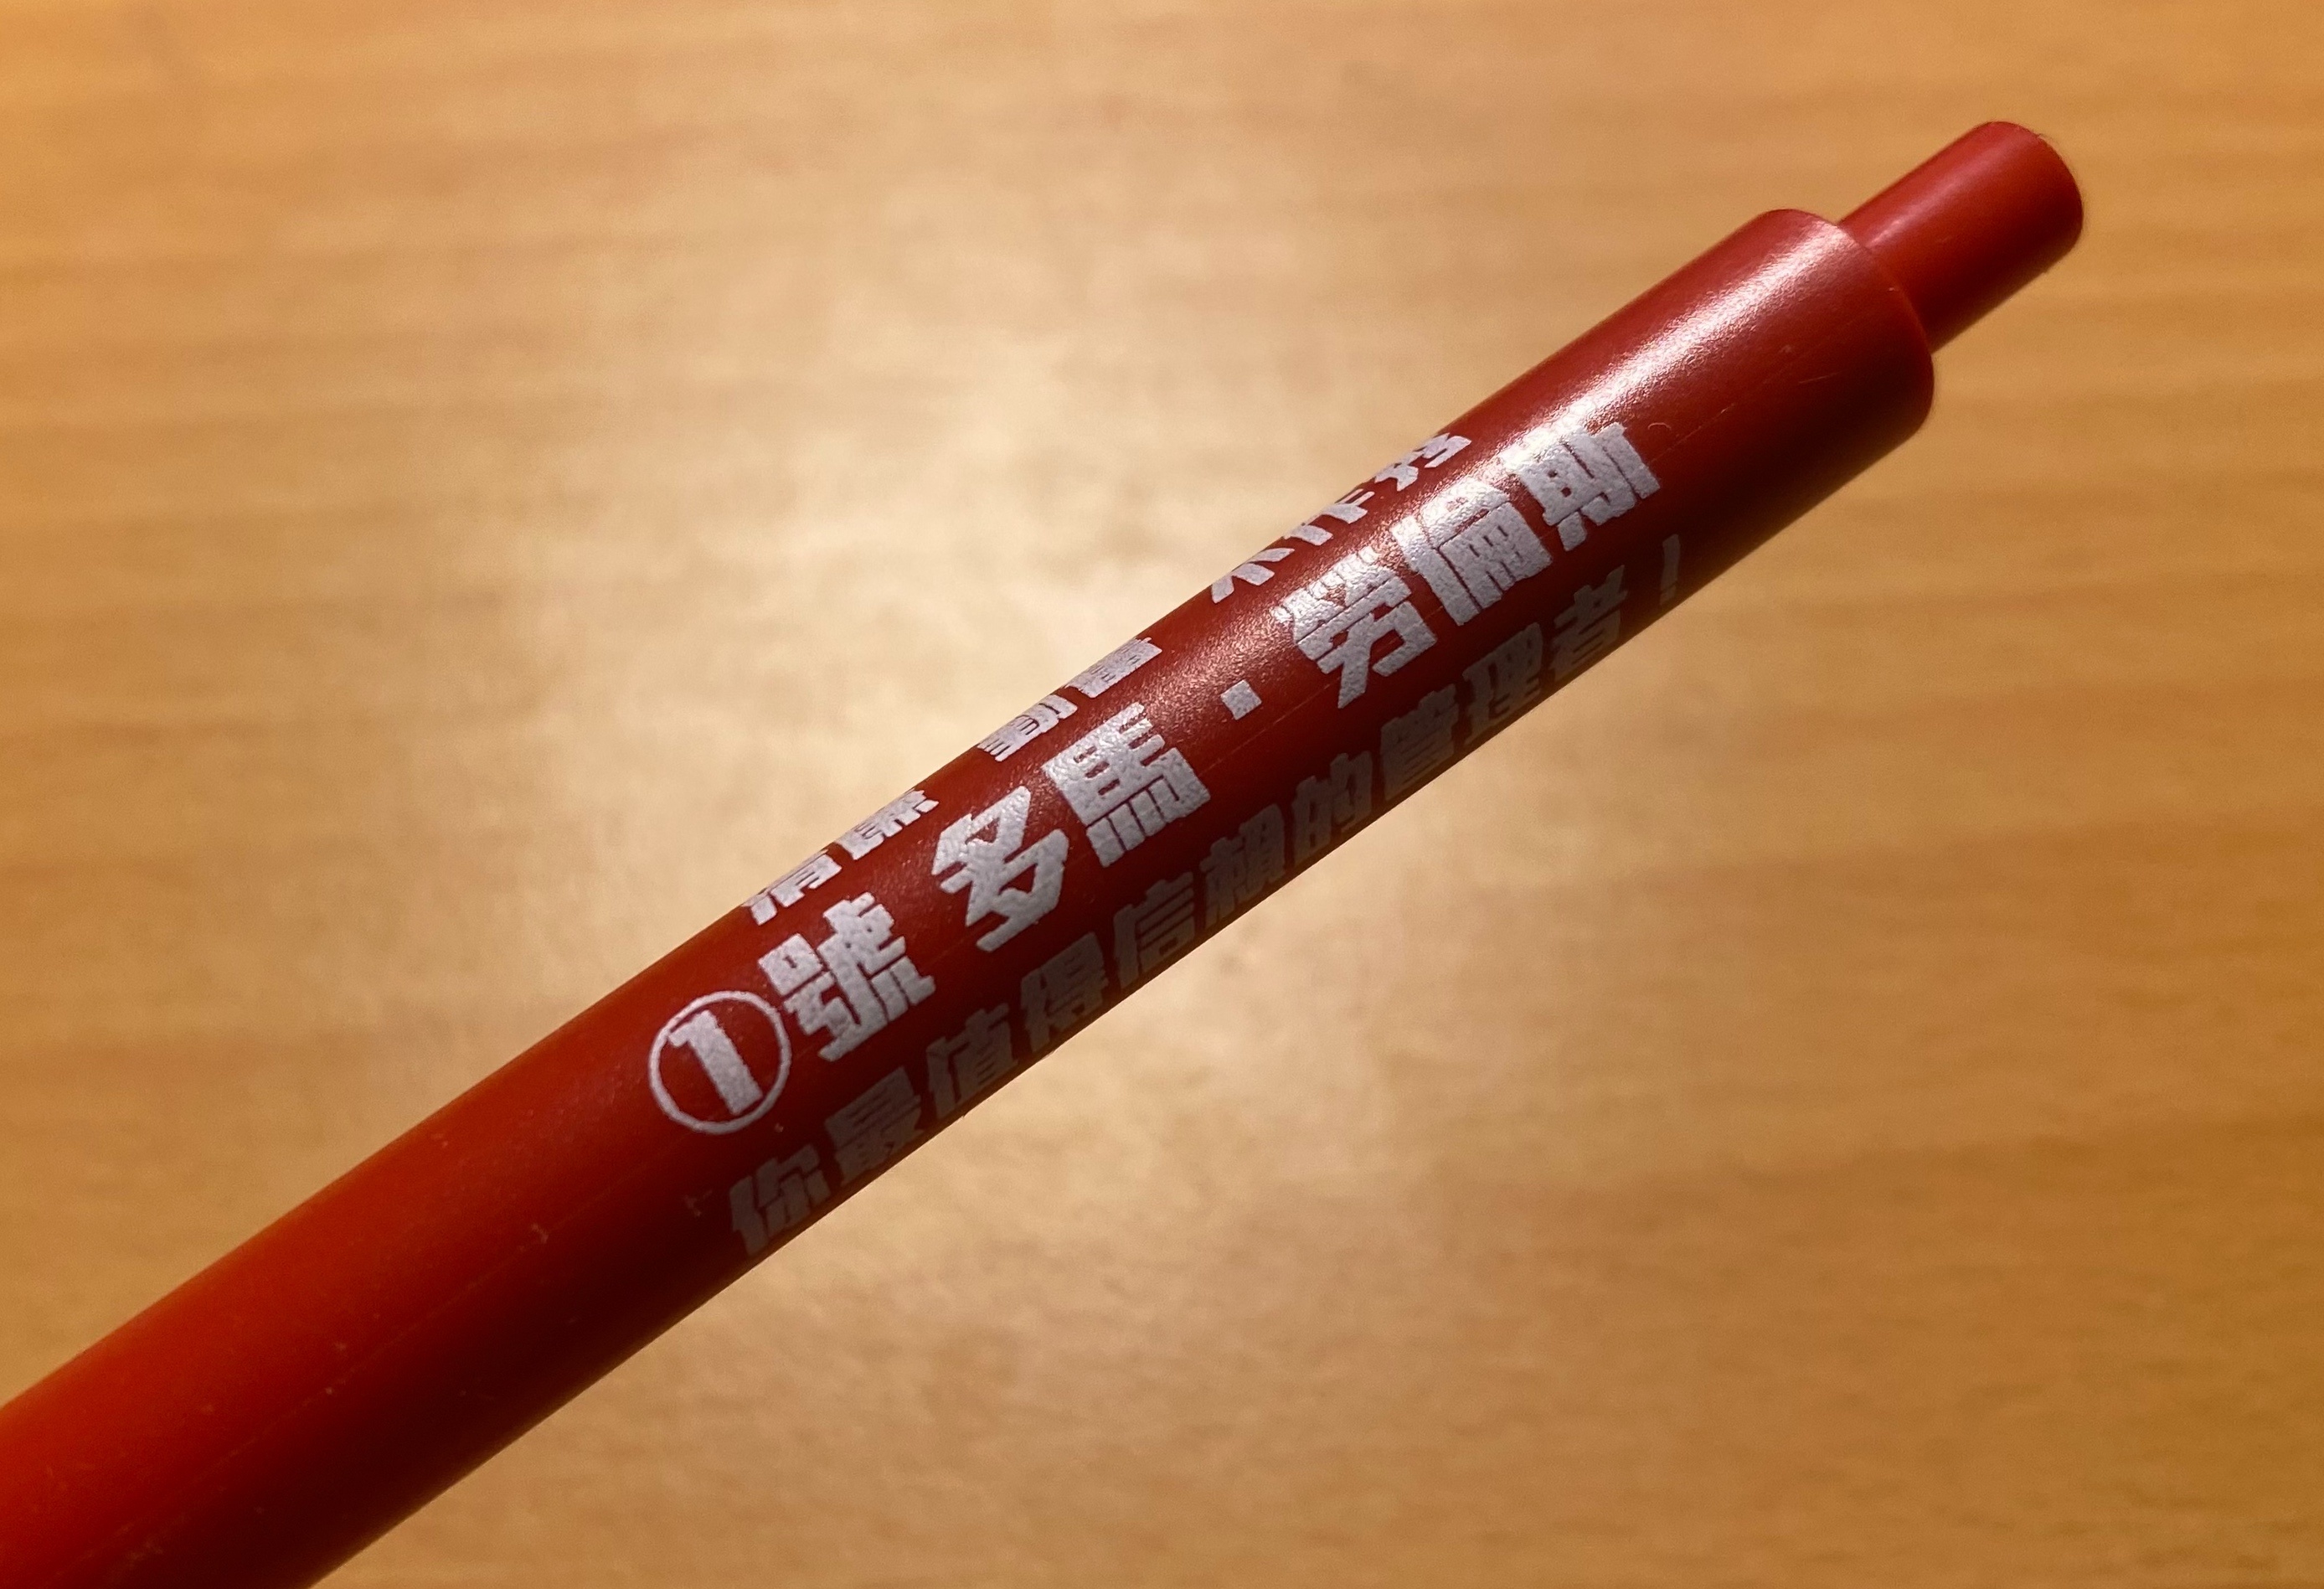 ①號 多馬·勞倫斯
你最值得信賴的管理者！